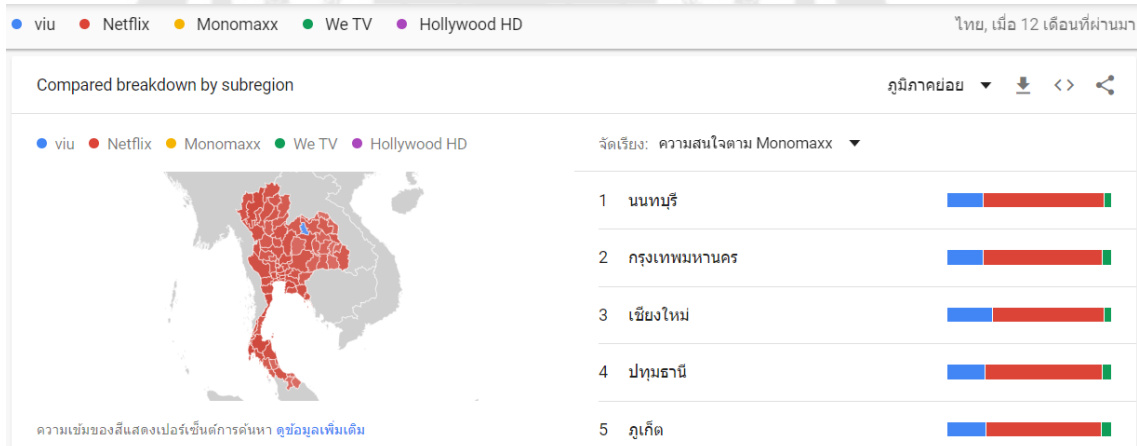 viu Netflix Monomaxx We TV Hollywood HD ไทย, เมื่อ 12 เดือนที่ผ่านมา
Compared breakdown by subregion ภูมิภาคย่อย
viu Netflix Monomaxx We TV Hollywood HD
จัดเรียง: ความสนใจตาม Monomaxx
1 นนทบุรี
2 กรุงเทพมหานคร
3 เชียงใหม่
4 ปทุมธานี
5 ภูเก็ต
ความเข้มของสีแสดงเปอร์เซ็นต์การค้นหา ดูข้อมูลเพิ่มเติม